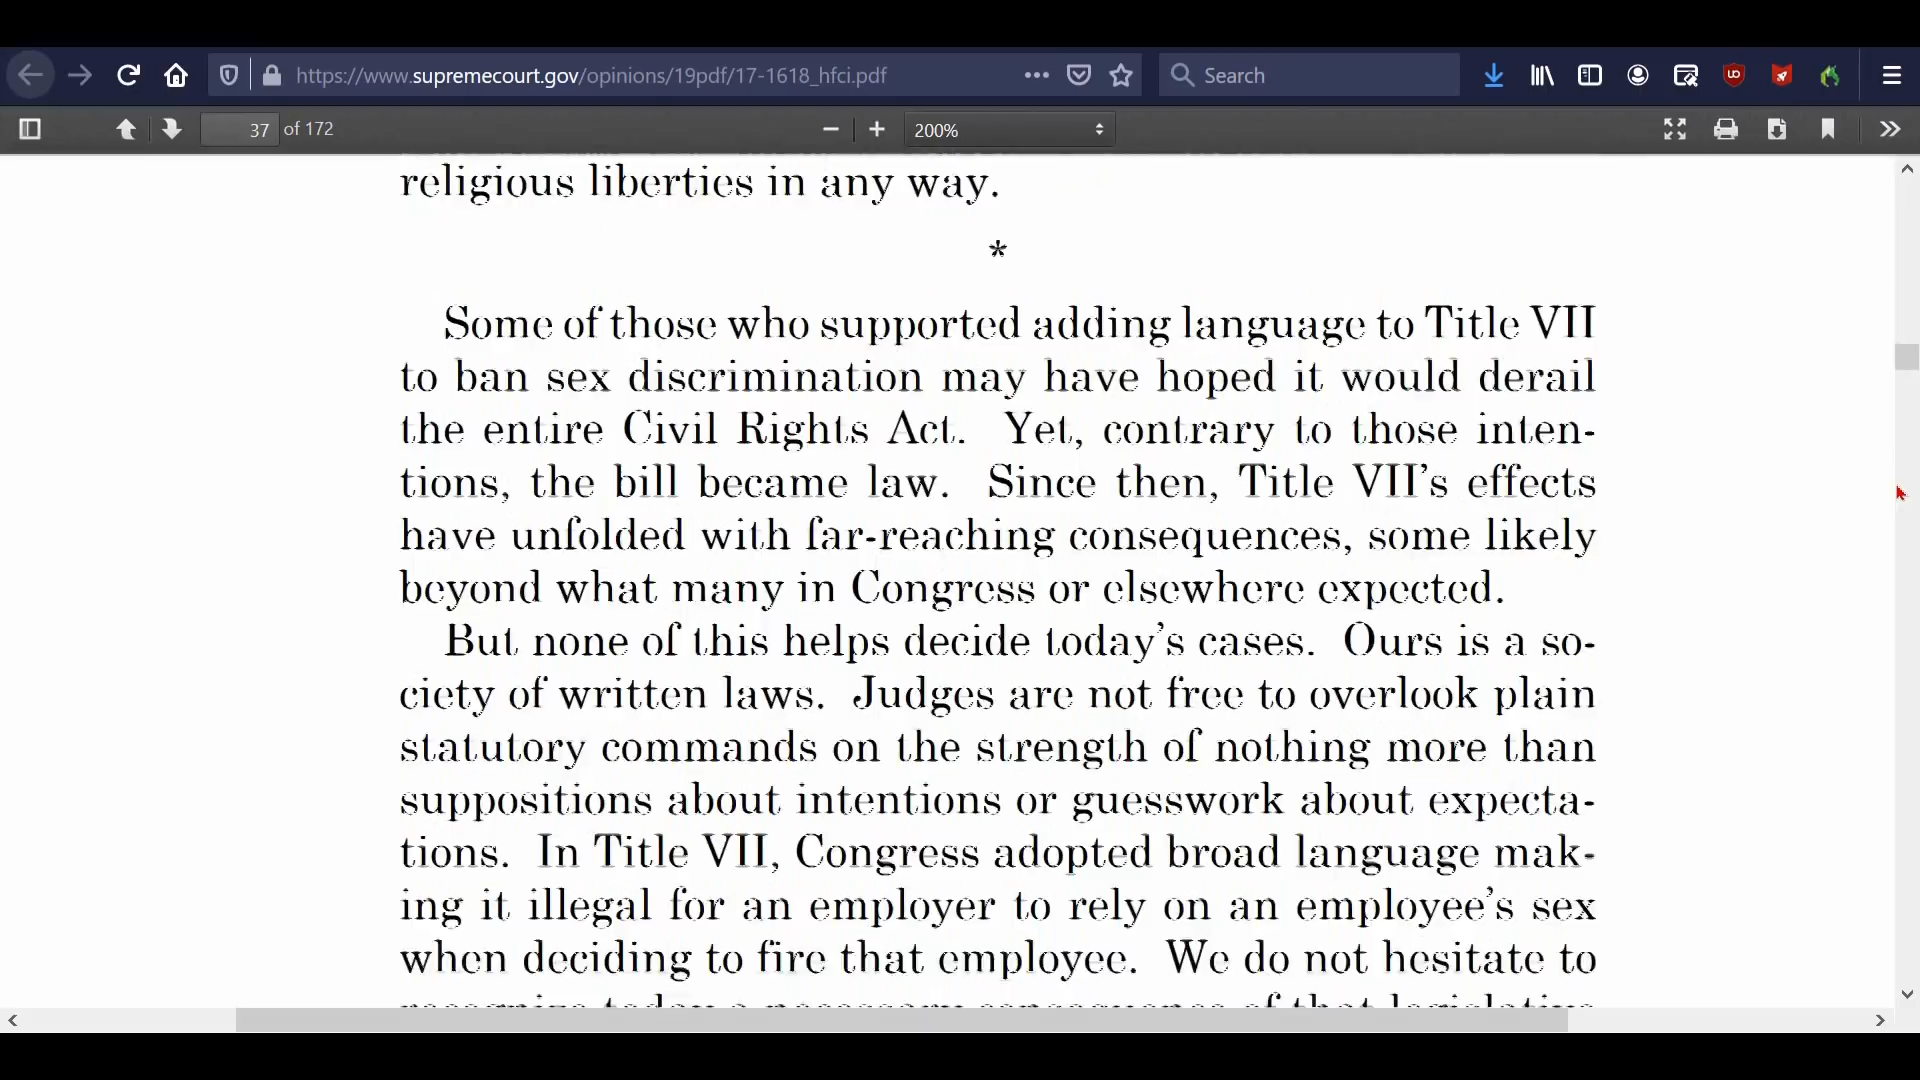 https://www.supremecourt.gov/opinions/19pdf/17-1618_hfci.pdf
Search
37 of 172
200%
religious liberties in any way.
*
Some of those who supported adding language to Title VII
to ban sex discrimination may have hoped it would derail
the entire Civil Rights Act. Yet, contrary to those inten-
tions, the bill became law. Since then, Title VII’s effects
have unfolded with far-reaching consequences, some likely
beyond what many in Congress or elsewhere expected.
But none of this helps decide today’s cases. Ours is a so-
ciety of written laws. Judges are not free to overlook plain
statutory commands on the strength of nothing more than
suppositions about intentions or guesswork about expecta-
tions. In Title VII, Congress adopted broad language mak-
ing it illegal for an employer to rely on an employee’s sex
when deciding to fire that employee. We do not hesitate to
recognize today a necessary consequence of that legislative